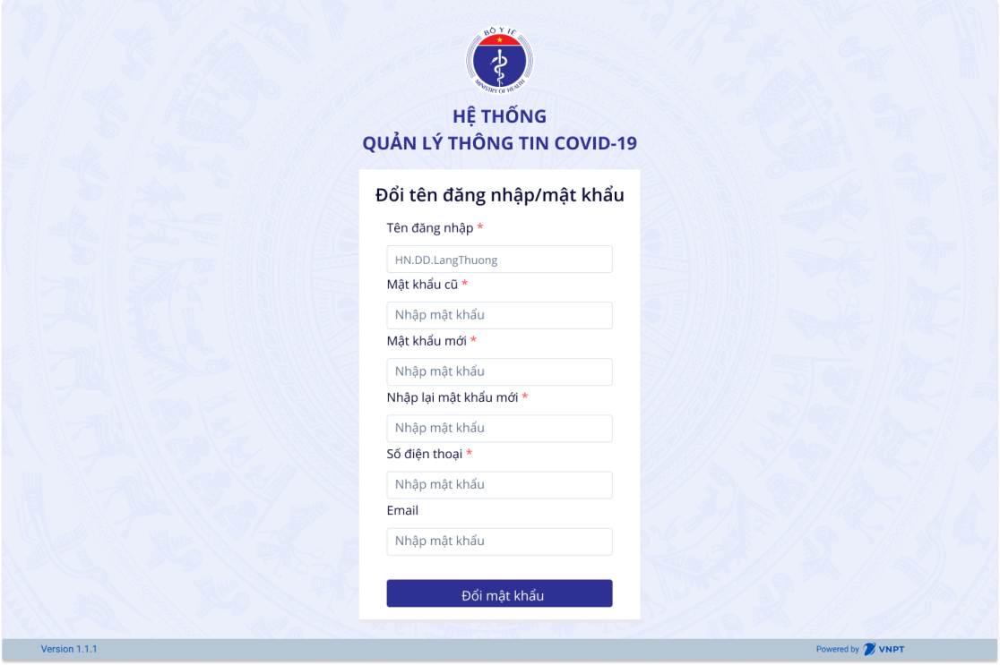 BỘ Y TẾ
MINISTRY OF HEALTH
HỆ THỐNG
QUẢN LÝ THÔNG TIN COVID-19
Đổi tên đăng nhập/mật khẩu
Tên đăng nhập *
HN.DD.LangThuong
Mật khẩu cũ *
Nhập mật khẩu
Mật khẩu mới *
Nhập mật khẩu
Nhập lại mật khẩu mới *
Nhập mật khẩu
Số điện thoại *
Nhập mật khẩu
Email
Nhập mật khẩu
Đổi mật khẩu
Version 1.1.1
Powered by VNPT